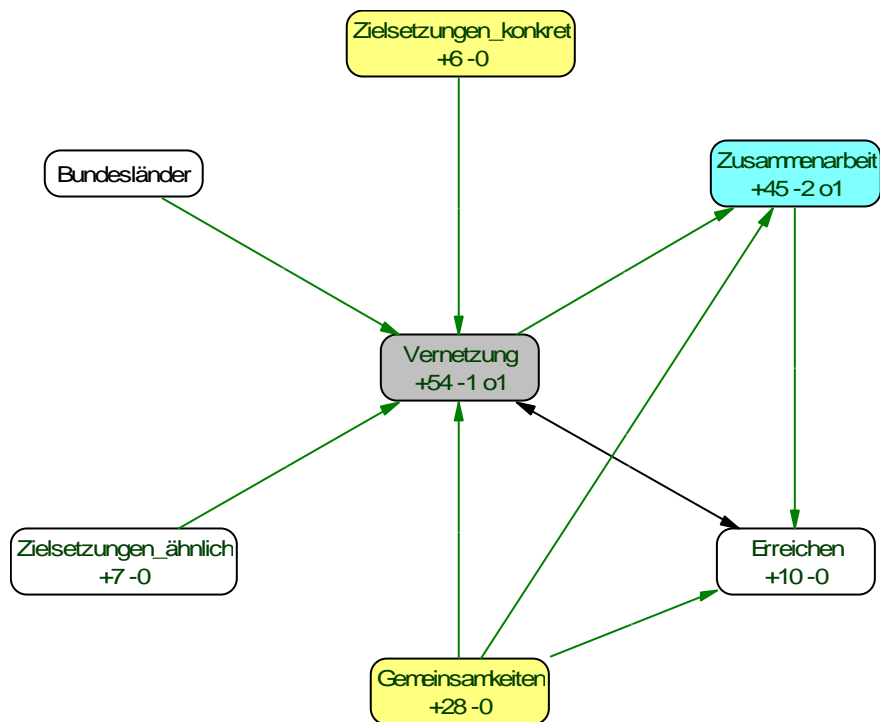 Zielsetzungen_konkret
+6 -0
Zusammenarbeit
+45 -2 o1
Bundesländer
Vernetzung
+54 -1 o1
Zielsetzungen_ähnlich
+7 -0
Erreichen
+10 -0
Gemeinsamkeiten
+28 -0